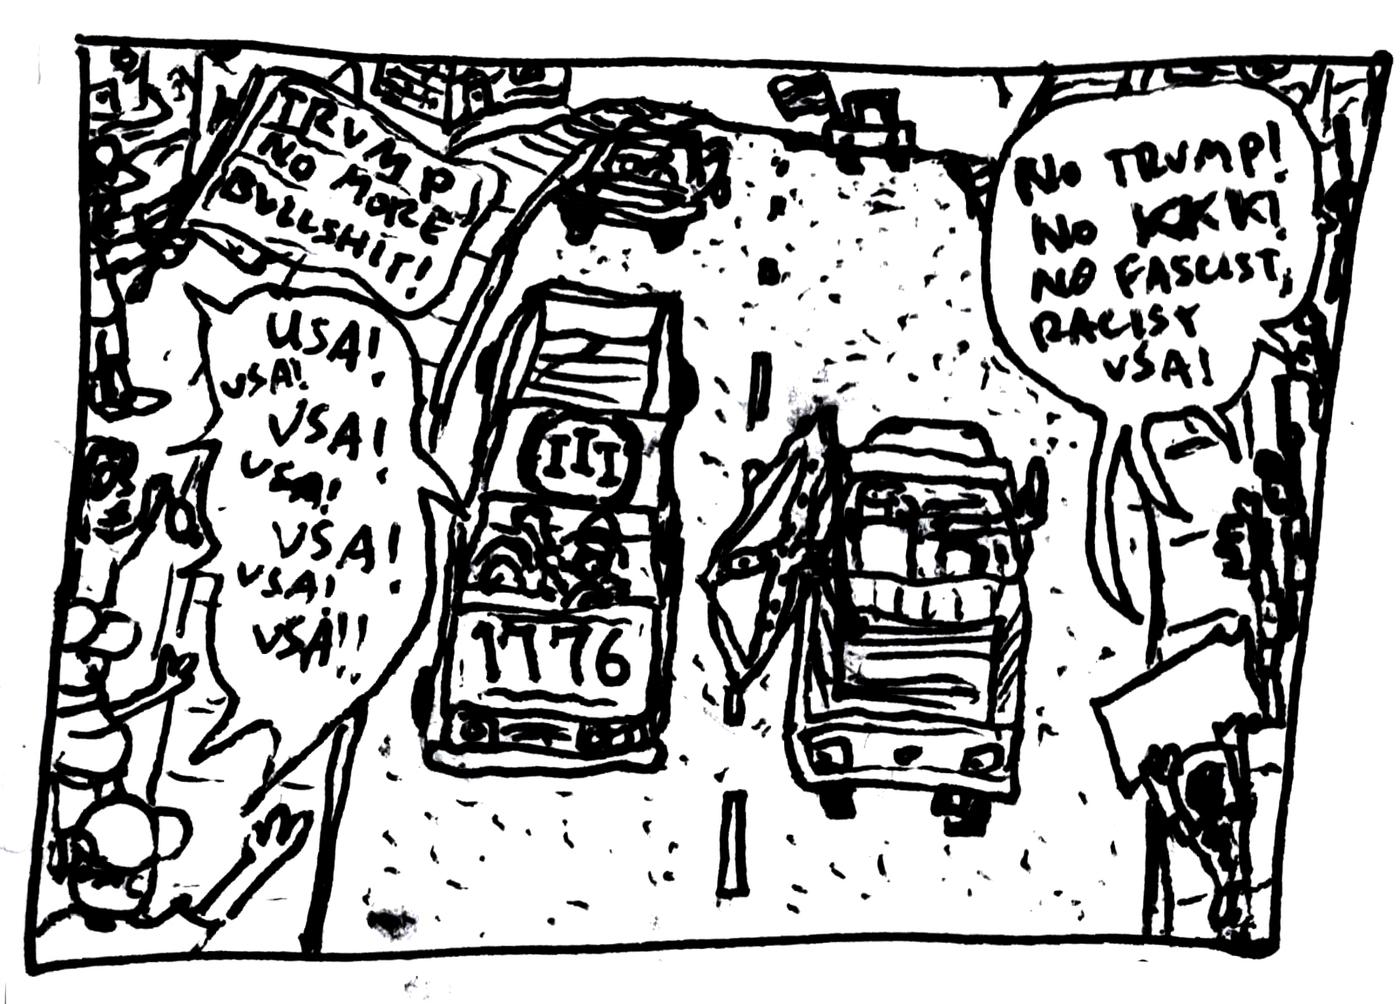 TRUMP
NO MORE
BULLSHIT!
USA!
USA!
USA!
USA!
USA!
USA!
USA!!
III
1776
NO TRUMP!
NO KKK!
NO FASCIST,
RACIST
USA!